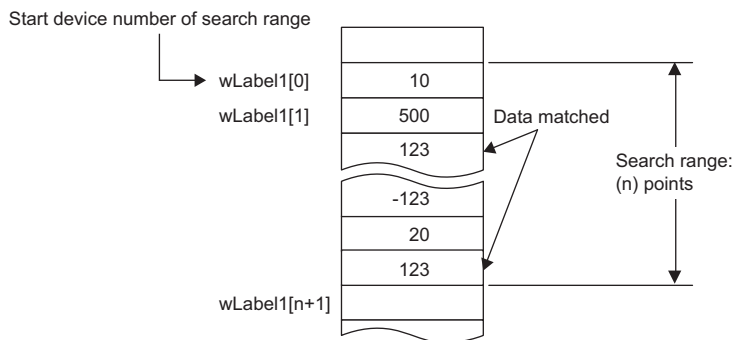 Start device number of search range
wLabel1[0]
10
wLabel1[1]
500
Data matched
123
Search range:
(n) points
-123
20
123
wLabel1[n+1]